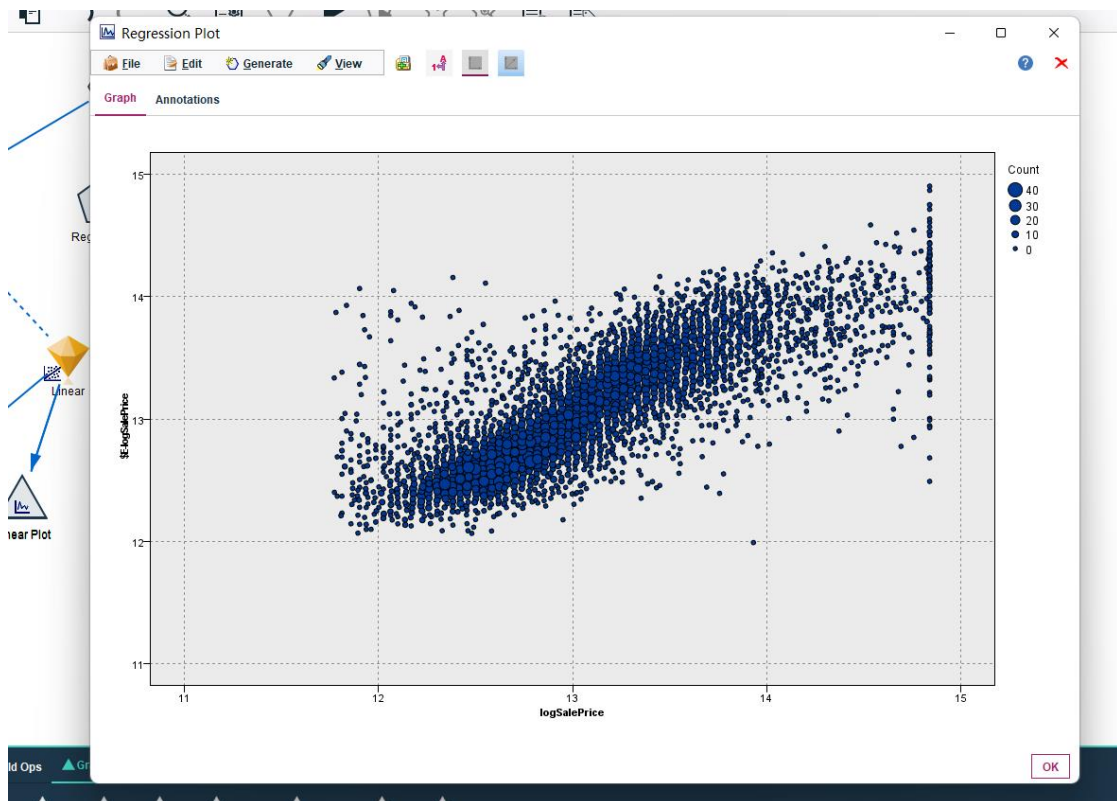 Regression Plot
File Edit Generate View
Graph Annotations
15
14
13
12
11
$E-logSalePrice
11 12 13 14 15
logSalePrice
Count
40
30
20
10
0
Reg
Linear
near Plot
OK
ld Ops